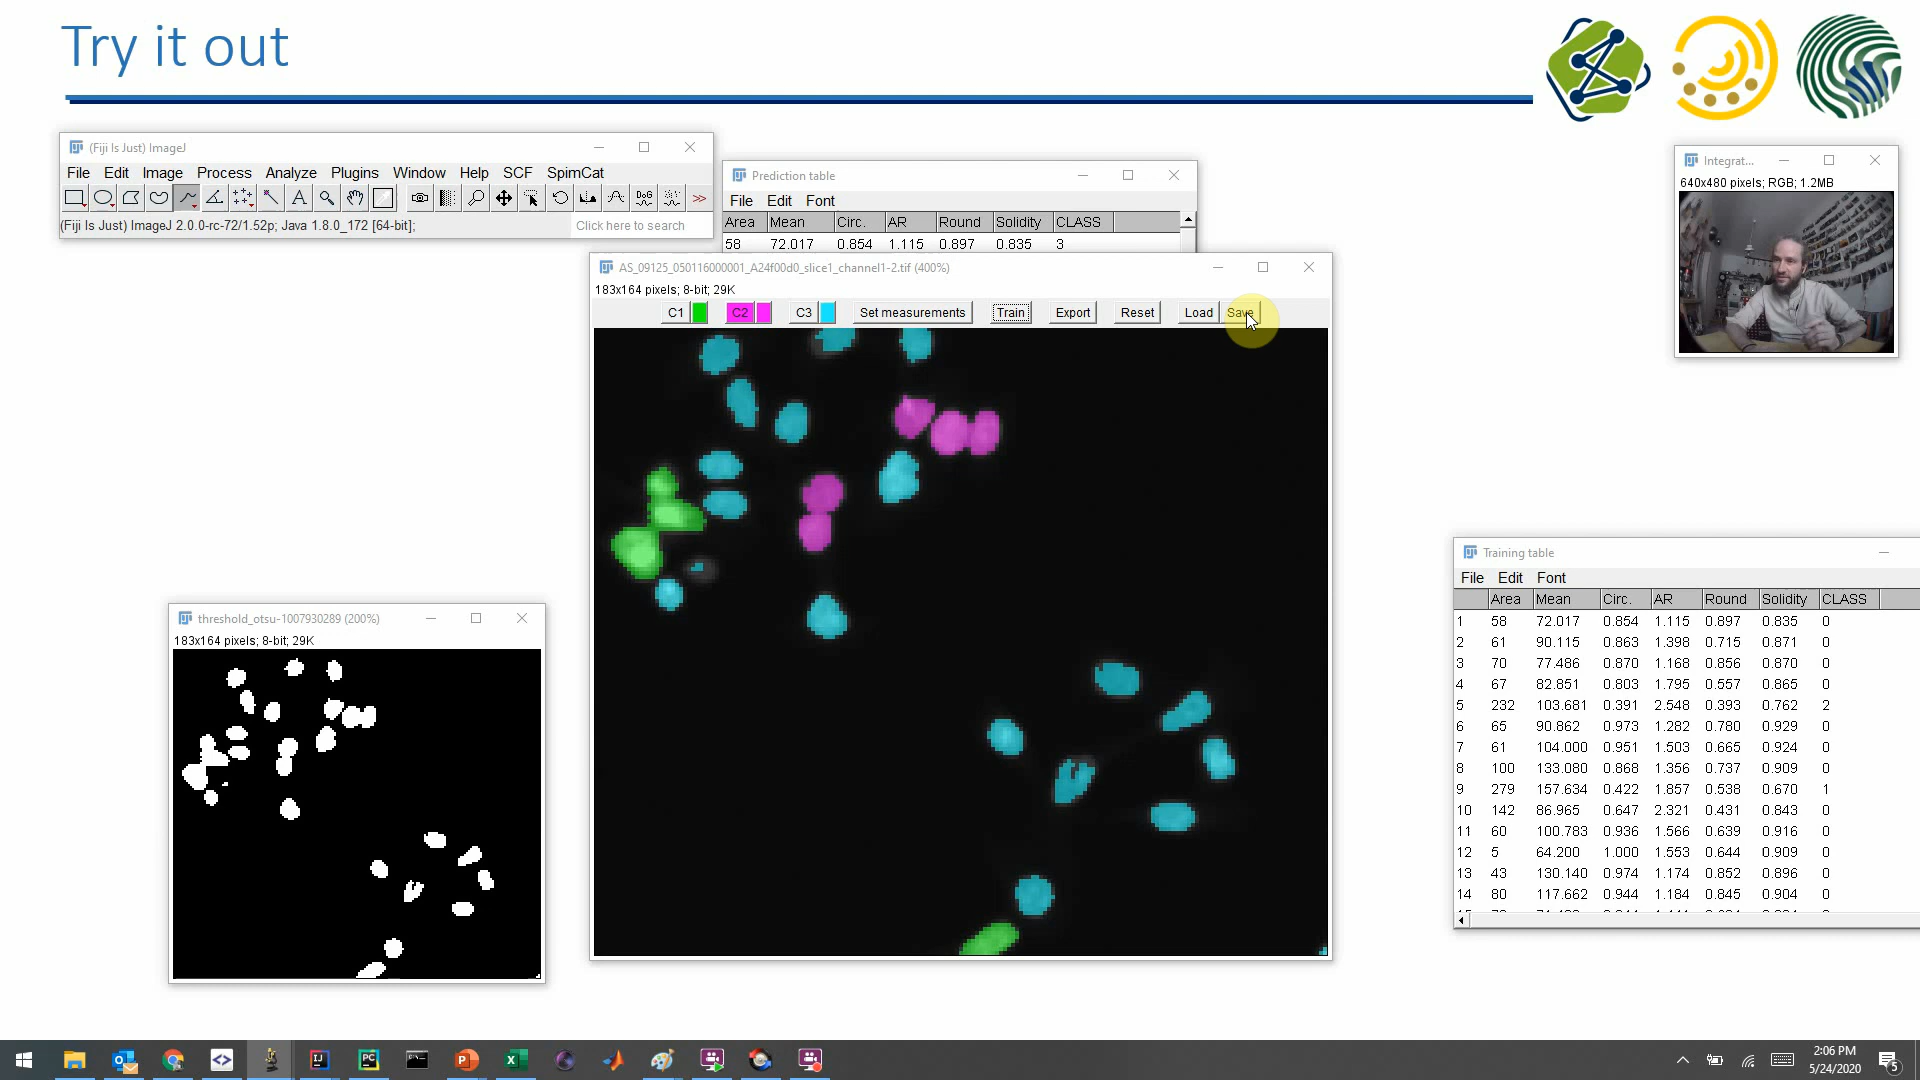 Try it out
(Fiji Is Just) ImageJ
File Edit Image Process Analyze Plugins Window Help SCF SpimCat
DoG
(Fiji Is Just) ImageJ 2.0.0-rc-72/1.52p; Java 1.8.0_172 [64-bit];
Click here to search
Prediction table
File Edit Font
Area Mean Circ. AR Round Solidity CLASS
58 72.017 0.854 1.115 0.897 0.835 3
Integrat...
640x480 pixels; RGB; 1.2MB
AS_09125_050116000001_A24f00d0_slice1_channel1-2.tif (400%)
183x164 pixels; 8-bit; 29K
C1 C2 C3 Set measurements Train Export Reset Load Save
threshold_otsu-1007930289 (200%)
183x164 pixels; 8-bit; 29K
Training table
File Edit Font
Area Mean Circ. AR Round Solidity CLASS
1 58 72.017 0.854 1.115 0.897 0.835 0
2 61 90.115 0.863 1.398 0.715 0.871 0
3 70 77.486 0.870 1.168 0.856 0.870 0
4 67 82.851 0.803 1.795 0.557 0.865 0
5 232 103.681 0.391 2.548 0.393 0.762 2
6 65 90.862 0.973 1.282 0.780 0.929 0
7 61 104.000 0.951 1.503 0.665 0.924 0
8 100 133.080 0.868 1.356 0.737 0.909 0
9 279 157.634 0.422 1.857 0.538 0.670 1
10 142 86.965 0.647 2.321 0.431 0.843 0
11 60 100.783 0.936 1.566 0.639 0.916 0
12 5 64.200 1.000 1.553 0.644 0.909 0
13 43 130.140 0.974 1.174 0.852 0.896 0
14 80 117.662 0.944 1.184 0.845 0.904 0
2:06 PM
5/24/2020
5